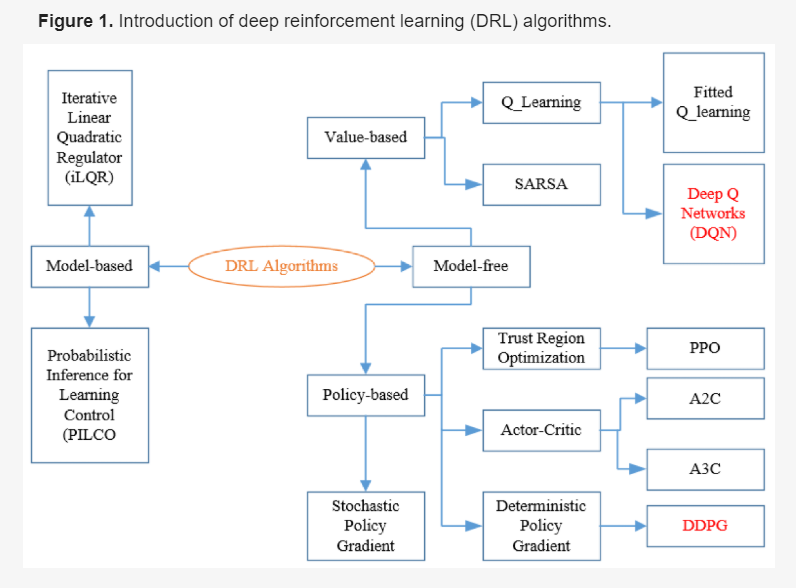 Figure 1. Introduction of deep reinforcement learning (DRL) algorithms.
Iterative
Linear
Quadratic
Regulator
(iLQR)
Model-based
Probabilistic
Inference for
Learning
Control
(PILCO
DRL Algorithms
Model-free
Value-based
Q_Learning
Fitted
Q_learning
Deep Q
Networks
(DQN)
SARSA
Policy-based
Trust Region
Optimization
PPO
Actor-Critic
A2C
A3C
Stochastic
Policy
Gradient
Deterministic
Policy
Gradient
DDPG